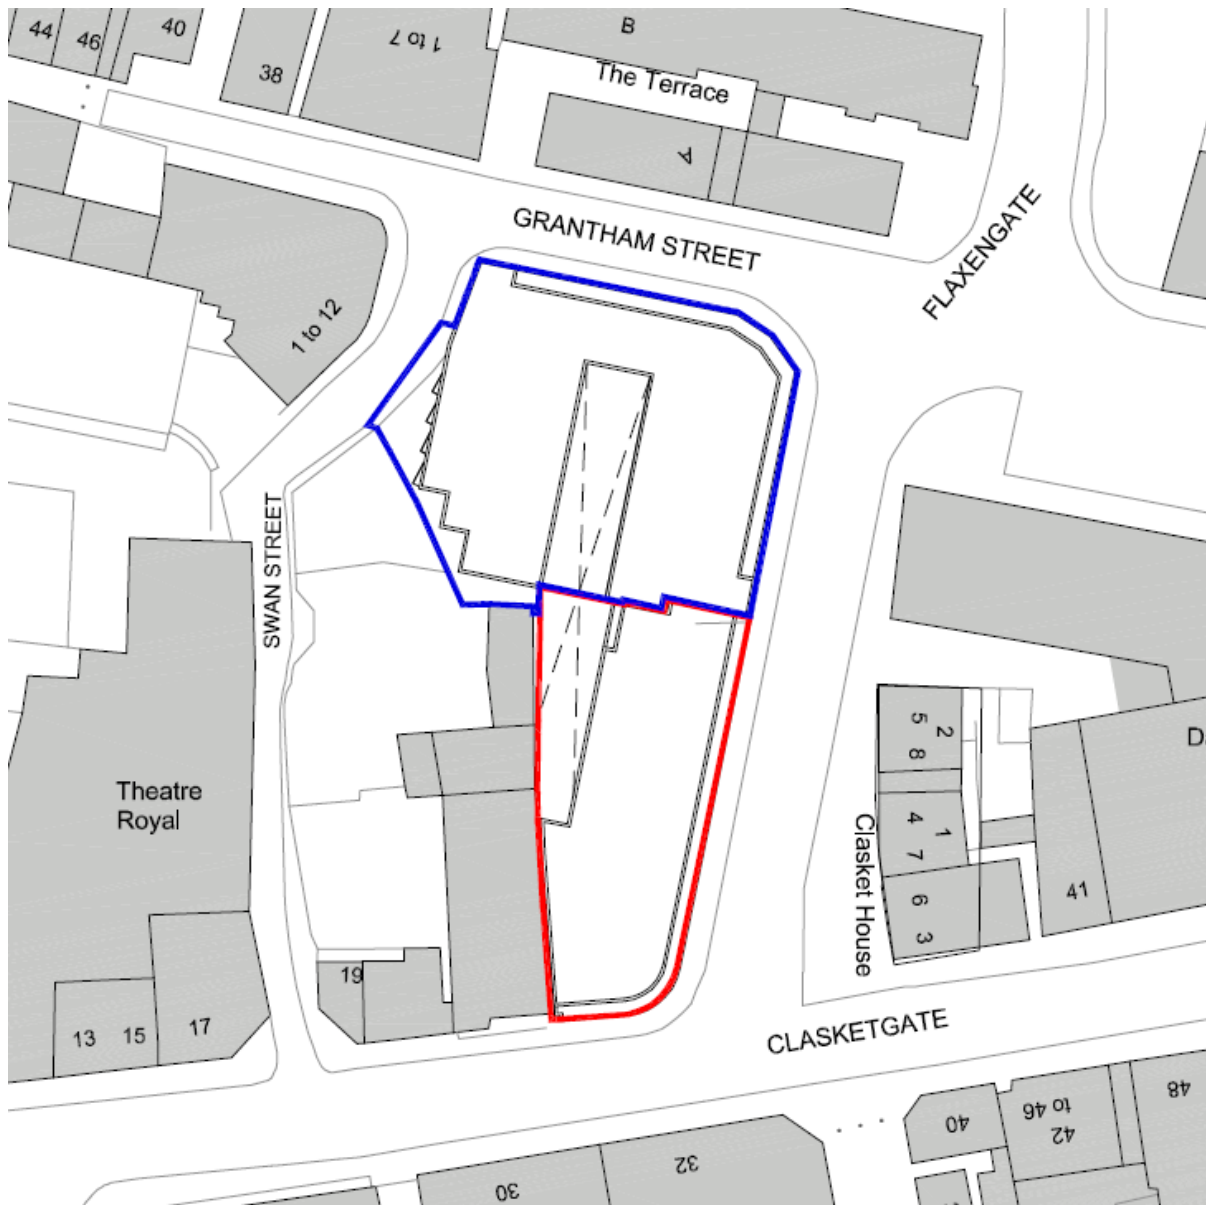 44
46
40
38
1 to 7
B
The Terrace
A
GRANTHAM STREET
FLAXENGATE
1 to 12
SWAN STREET
Theatre
Royal
5
2
8
4
1
7
6
3
Clasket House
41
19
13
15
17
CLASKETGATE
40
42
to 46
48
32
30